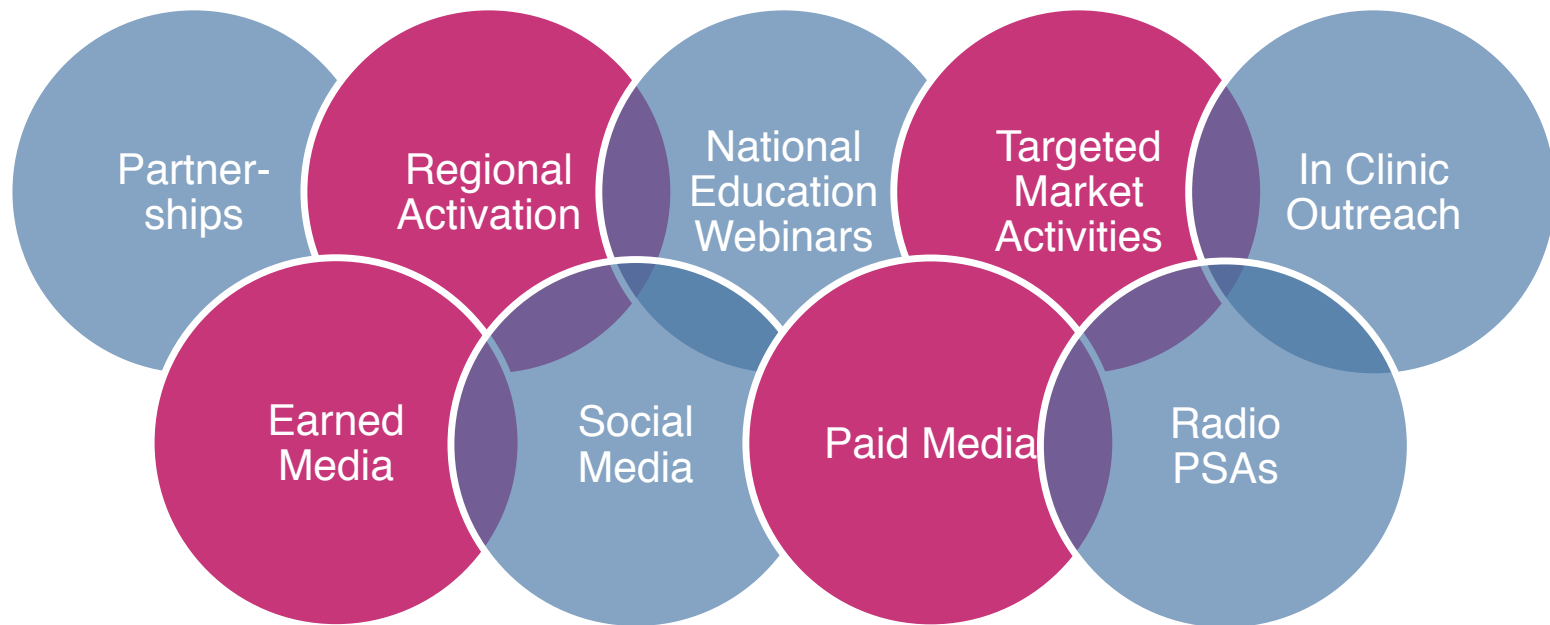 Partner-
ships
Regional
Activation
National
Education
Webinars
Targeted
Market
Activities
In Clinic
Outreach
Earned
Media
Social
Media
Paid Media
Radio
PSAs